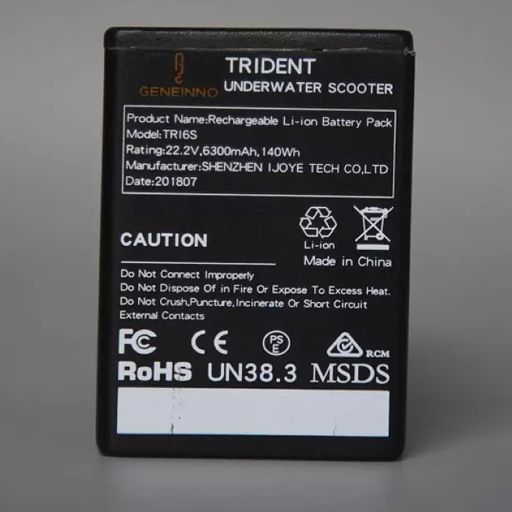 GENEINNO
TRIDENT
UNDERWATER SCOOTER
Product Name:Rechargeable Li-ion Battery Pack
Model:TRI6S
Rating:22.2V,6300mAh,140Wh
Manufacturer:SHENZHEN IJOYE TECH CO,LTD
Date:201807
Li-ion
Made in China
CAUTION
Do Not Connect Improperly
Do Not Dispose Of in Fire Or Expose To Excess Heat.
Do Not Crush,Puncture,Incinerate Or Short Circuit
External Contacts
FC CE PSE RCM
RoHS UN38.3 MSDS